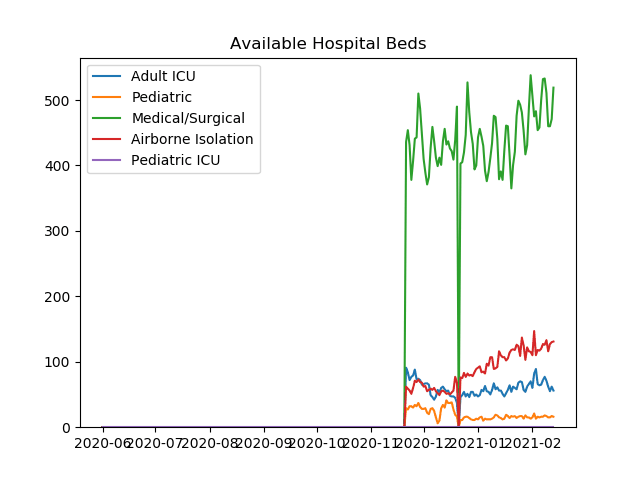 Available Hospital Beds
Adult ICU
Pediatric
Medical/Surgical
Airborne Isolation
Pediatric ICU
500
400
300
200
100
0
2020-06 2020-07 2020-08 2020-09 2020-10 2020-11 2020-12 2021-01 2021-02